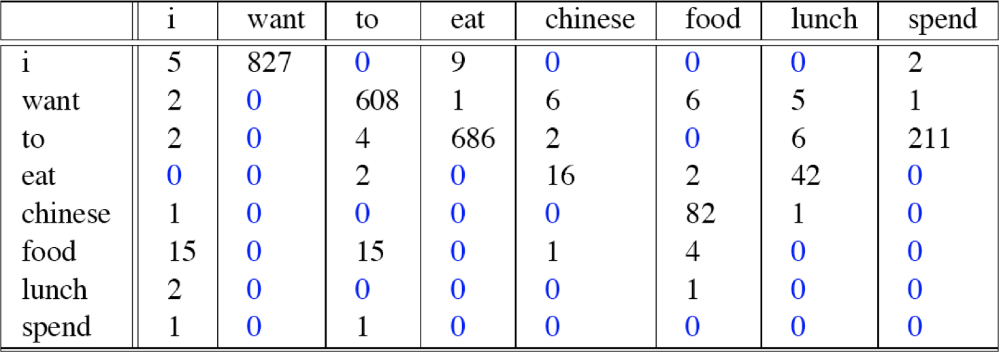 i want to eat chinese food lunch spend
i 5 827 0 9 0 0 0 2
want 2 0 608 1 6 6 5 1
to 2 0 4 686 2 0 6 211
eat 0 0 2 0 16 2 42 0
chinese 1 0 0 0 0 82 1 0
food 15 0 15 0 1 4 0 0
lunch 2 0 0 0 0 1 0 0
spend 1 0 1 0 0 0 0 0